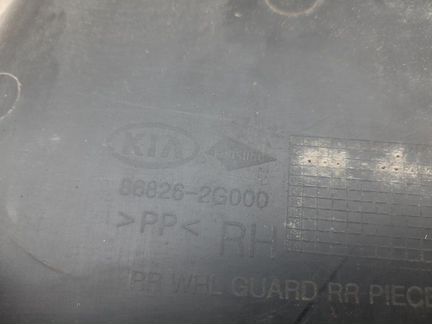 KIA
86826-2G000
>PP< RH
RR WHL GUARD RR PIECE